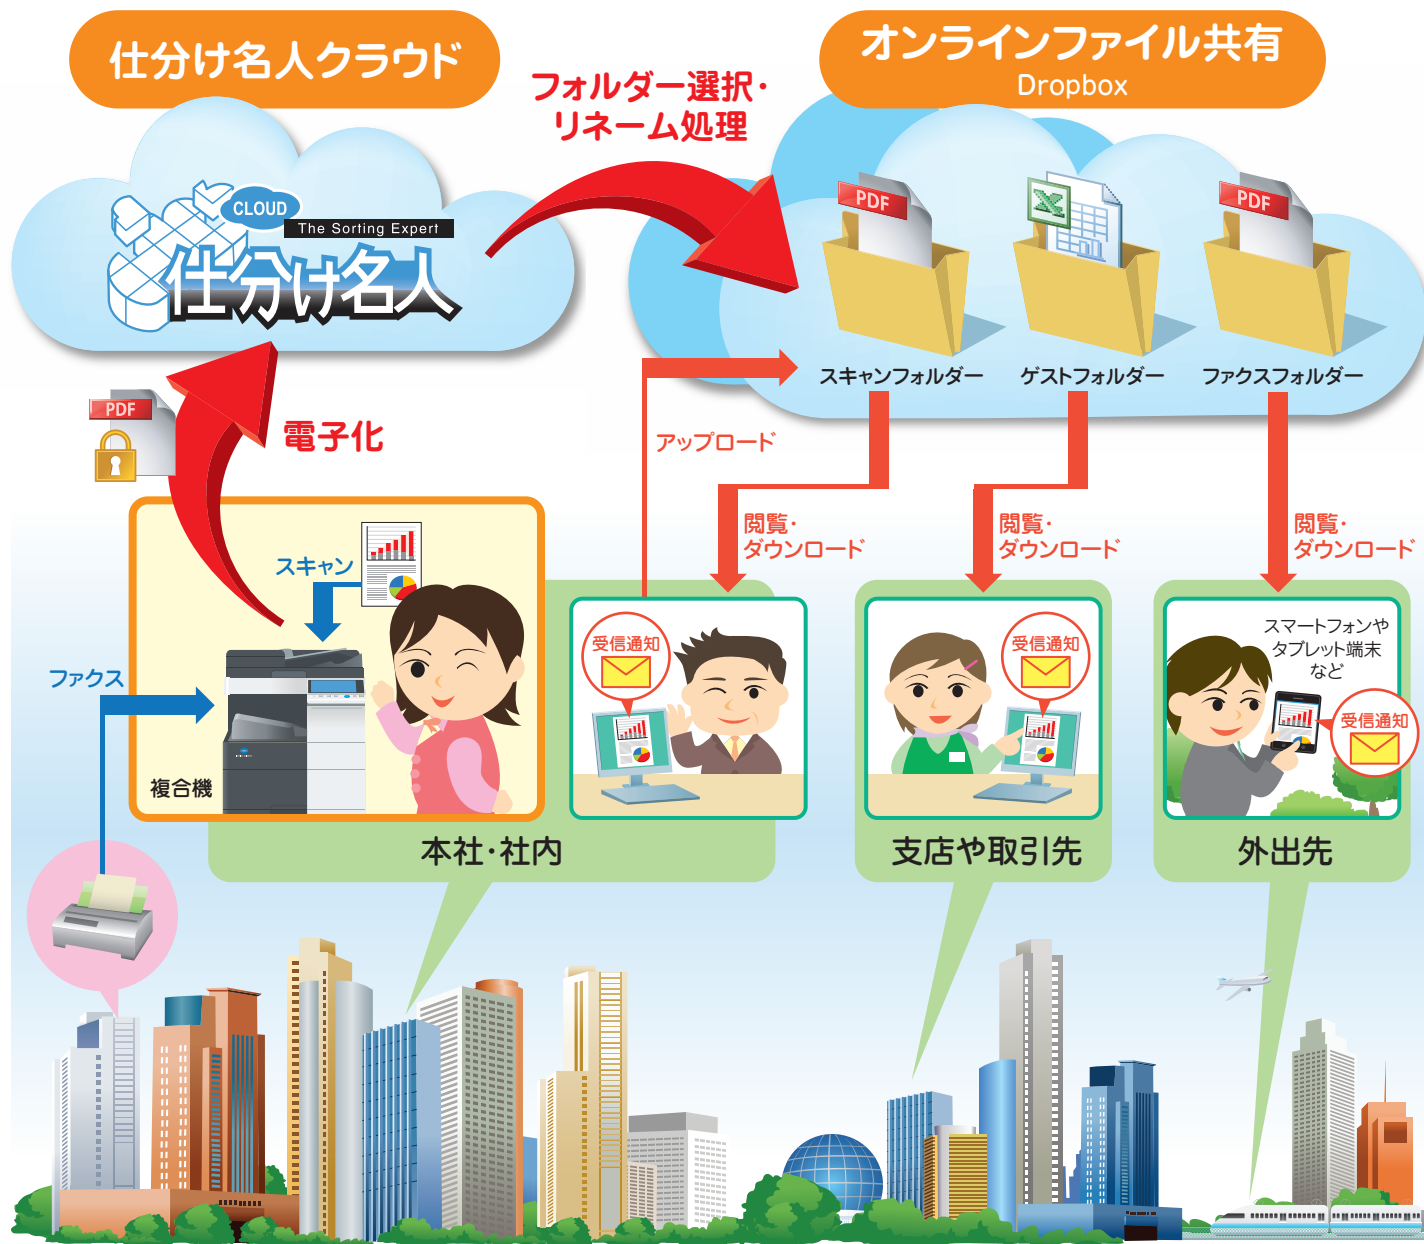 仕分け名人クラウド
オンラインファイル共有
Dropbox
フォルダー選択・
リネーム処理
CLOUD
The Sorting Expert
仕分け名人
PDF
PDF
スキャンフォルダー
ゲストフォルダー
ファクスフォルダー
PDF
電子化
アップロード
閲覧・
ダウンロード
閲覧・
ダウンロード
閲覧・
ダウンロード
スキャン
ファクス
複合機
受信通知
受信通知
スマートフォンや
タブレット端末
など
受信通知
本社・社内
支店や取引先
外出先